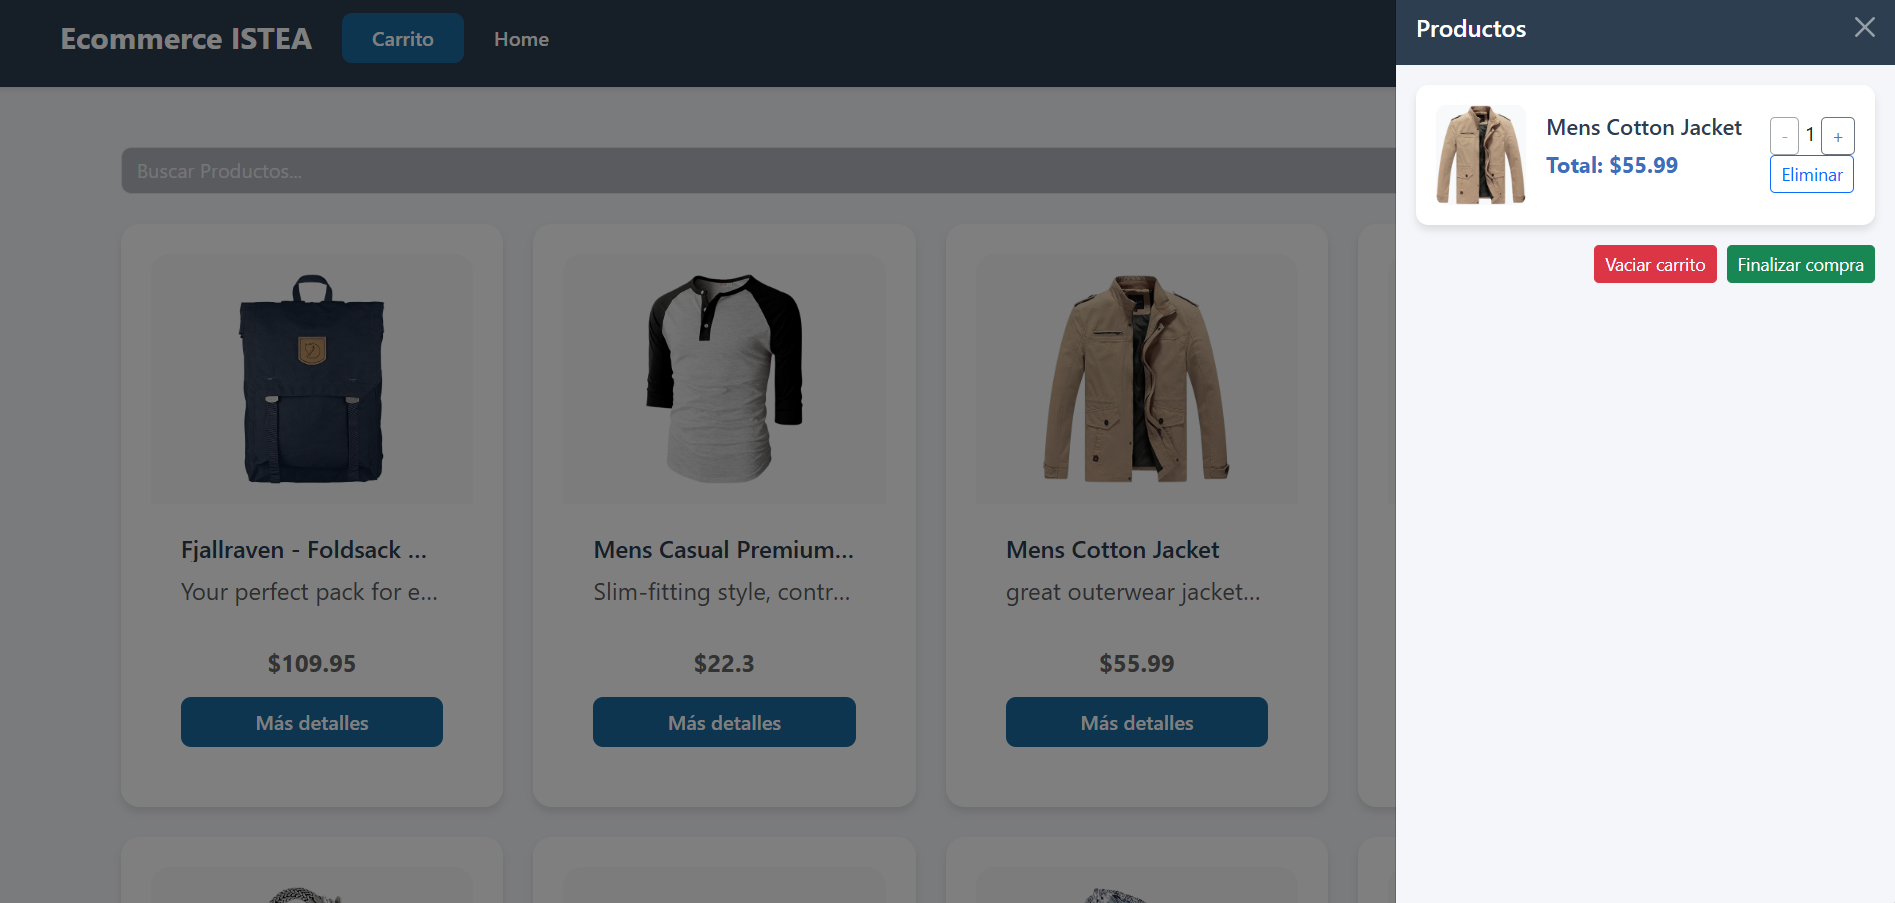 Ecommerce ISTEA
Carrito
Home
Buscar Productos...
Fjallraven - Foldsack ...
Your perfect pack for e...
$109.95
Más detalles
Mens Casual Premium...
Slim-fitting style, contr...
$22.3
Más detalles
Mens Cotton Jacket
great outerwear jacket...
$55.99
Más detalles
Productos
Mens Cotton Jacket
Total: $55.99
- 1 +
Eliminar
Vaciar carrito
Finalizar compra